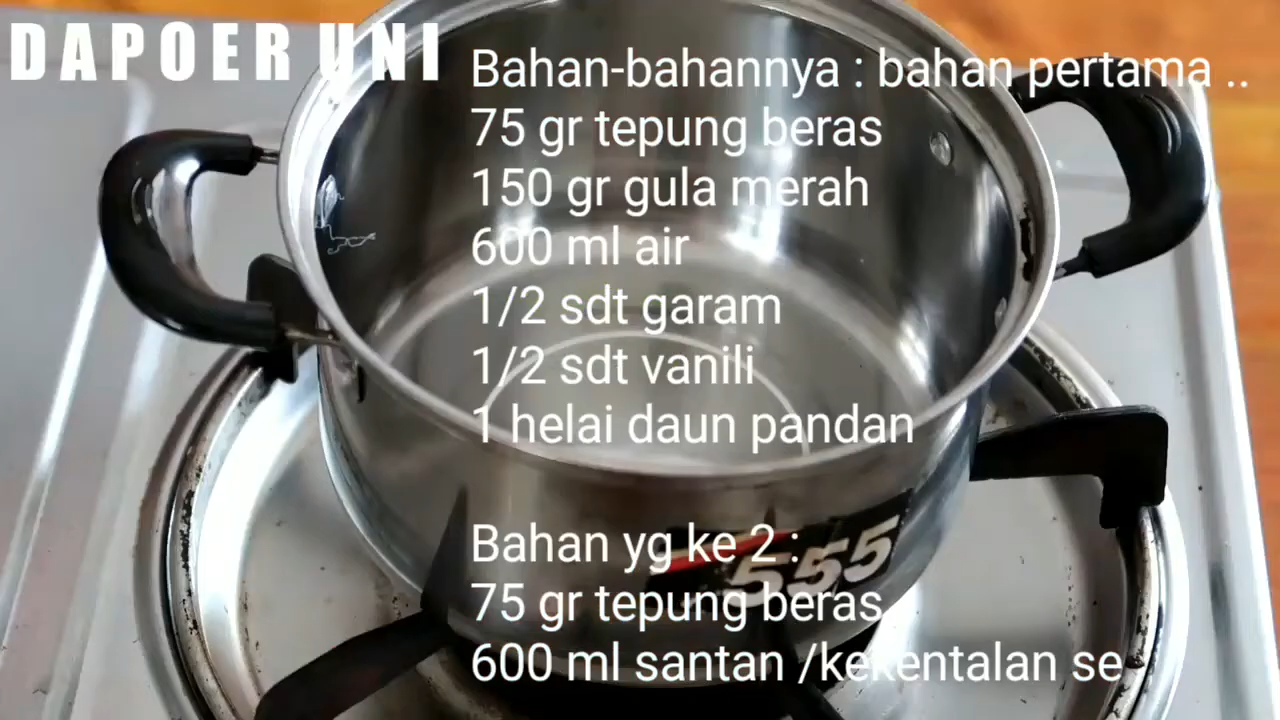 DAPOER UNI
Bahan-bahannya : bahan pertama ..
75 gr tepung beras
150 gr gula merah
600 ml air
1/2 sdt garam
1/2 sdt vanili
1 helai daun pandan
Bahan yg ke 2 :
555
75 gr tepung beras
600 ml santan /kekentalan se